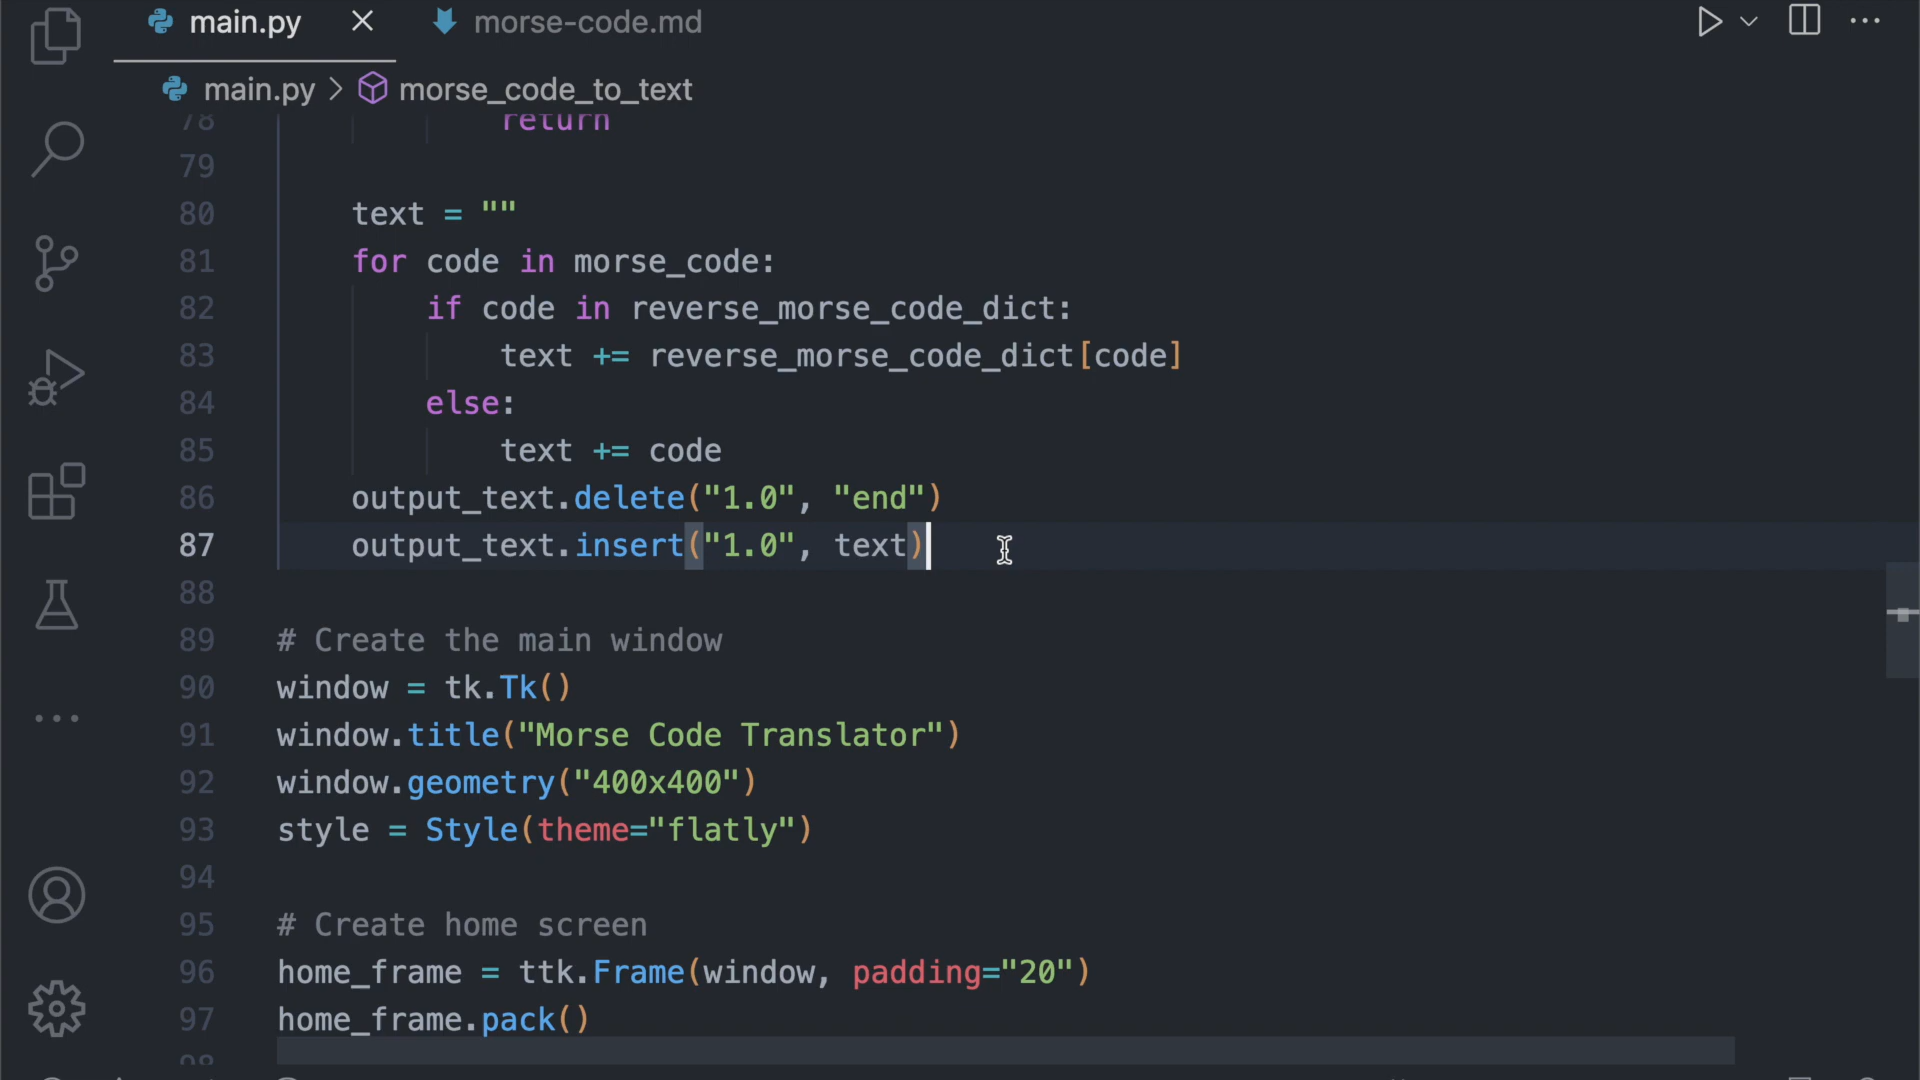 main.py morse-code.md
main.py > morse_code_to_text
78 return
79
80 text = ""
81 for code in morse_code:
82 if code in reverse_morse_code_dict:
83 text += reverse_morse_code_dict[code]
84 else:
85 text += code
86 output_text.delete("1.0", "end")
87 output_text.insert("1.0", text)
88
89 # Create the main window
90 window = tk.Tk()
91 window.title("Morse Code Translator")
92 window.geometry("400x400")
93 style = Style(theme="flatly")
94
95 # Create home screen
96 home_frame = ttk.Frame(window, padding="20")
97 home_frame.pack()
98